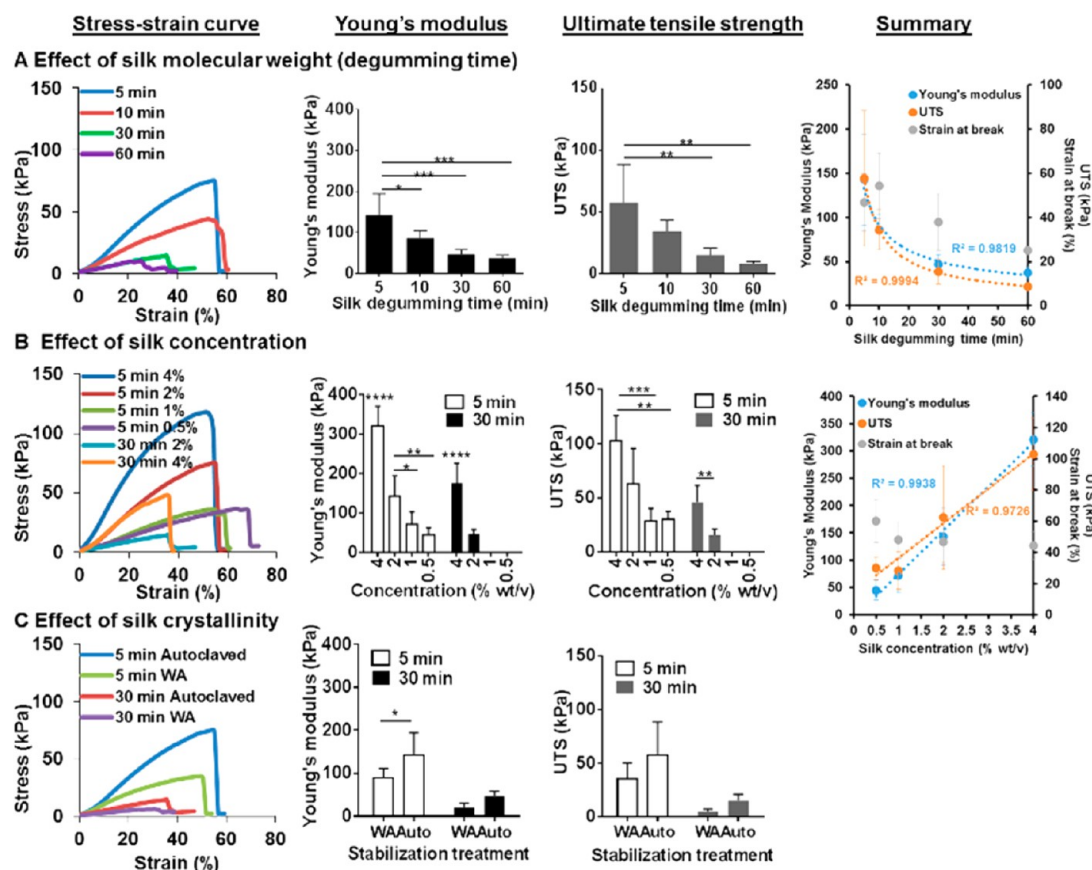 Stress-strain curve
Young's modulus
Ultimate tensile strength
Summary
A Effect of silk molecular weight (degumming time)
150
100
50
0
Stress (kPa)
5 min
10 min
30 min
60 min
0 20 40 60 80
Strain (%)
400
300
200
100
0
Young's modulus (kPa)
*
***
***
5 10 30 60
Silk degumming time (min)
150
100
50
0
UTS (kPa)
**
**
5 10 30 60
Silk degumming time (min)
250
200
150
100
50
0
Young's Modulus (kPa)
Young's modulus
UTS
Strain at break
R² = 0.9819
R² = 0.9994
0 10 20 30 40 50 60
Silk degumming time (min)
100
80
60
40
20
0
UTS (kPa)
Strain at break (%)
B Effect of silk concentration
150
100
50
0
Stress (kPa)
5 min 4%
5 min 2%
5 min 1%
5 min 0.5%
30 min 2%
30 min 4%
0 20 40 60 80
Strain (%)
400
300
200
100
0
Young's modulus (kPa)
5 min
30 min
****
**
*
****
4 2 1 0.5 4 2 1 0.5
Concentration (% wt/v)
150
100
50
0
UTS (kPa)
5 min
30 min
***
**
**
4 2 1 0.5 4 2 1 0.5
Concentration (% wt/v)
400
350
300
250
200
150
100
50
0
Young's Modulus (kPa)
Young's modulus
UTS
Strain at break
R² = 0.9938
R² = 0.9726
0 0.5 1 1.5 2 2.5 3 3.5 4
Silk concentration (% wt/v)
140
120
100
80
60
40
20
0
UTS (kPa)
Strain at break (%)
C Effect of silk crystallinity
150
100
50
0
Stress (kPa)
5 min Autoclaved
5 min WA
30 min Autoclaved
30 min WA
0 20 40 60 80
Strain (%)
400
300
200
100
0
Young's modulus (kPa)
5 min
30 min
*
WAAuto WAAuto
Stabilization treatment
150
100
50
0
UTS (kPa)
5 min
30 min
WAAuto WAAuto
Stabilization treatment